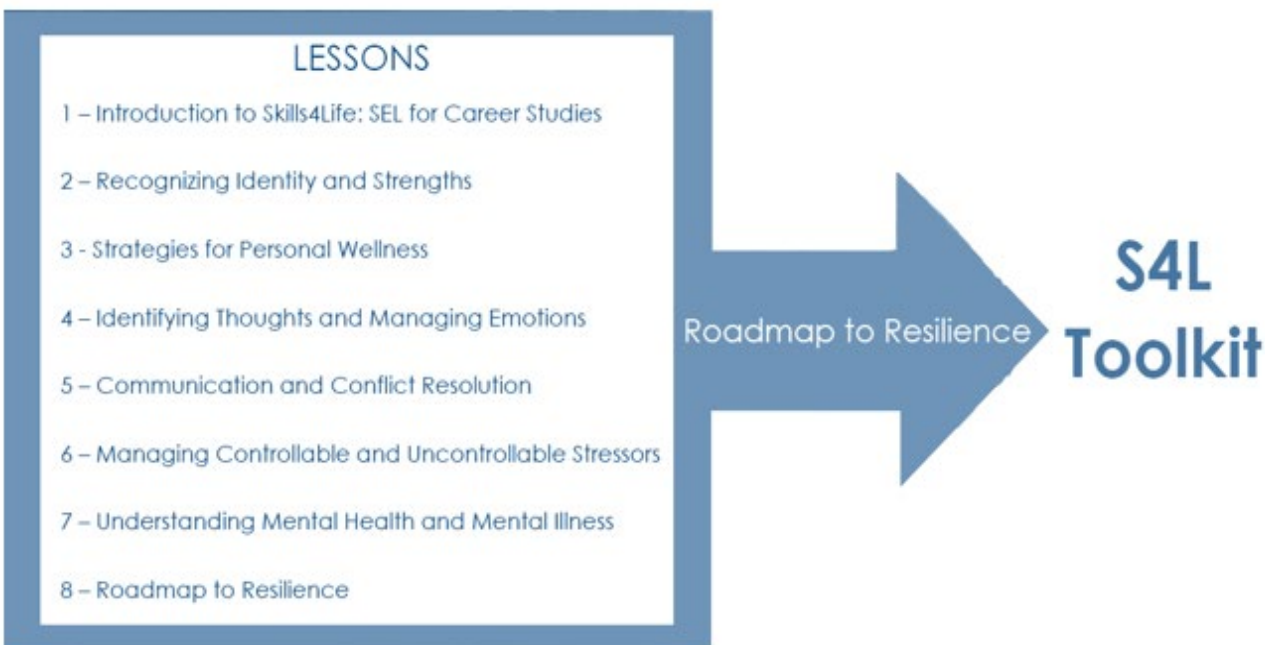 LESSONS
1 – Introduction to Skills4Life: SEL for Career Studies
2 – Recognizing Identity and Strengths
3 - Strategies for Personal Wellness
4 – Identifying Thoughts and Managing Emotions
5 – Communication and Conflict Resolution
6 – Managing Controllable and Uncontrollable Stressors
7 – Understanding Mental Health and Mental Illness
8 – Roadmap to Resilience
Roadmap to Resilience
S4L
Toolkit